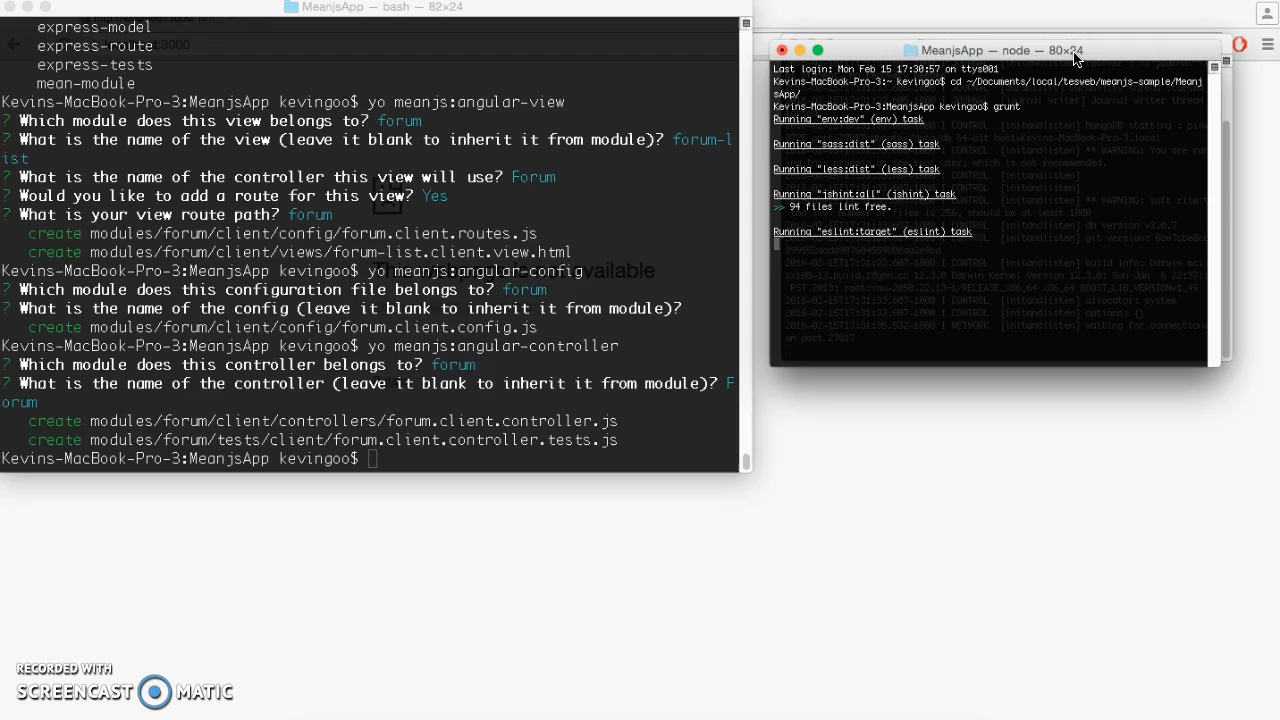 MeanjsApp — bash — 82×24
express-model
express-route
express-tests
mean-module
Kevins-MacBook-Pro-3:MeanjsApp kevingoo$ yo meanjs:angular-view
? Which module does this view belongs to? forum
? What is the name of the view (leave it blank to inherit it from module)? forum-l
ist
? What is the name of the controller this view will use? Forum
? Would you like to add a route for this view? Yes
? What is your view route path? forum
create modules/forum/client/config/forum.client.routes.js
create modules/forum/client/views/forum-list.client.view.html
Kevins-MacBook-Pro-3:MeanjsApp kevingoo$ yo meanjs:angular-config
? Which module does this configuration file belongs to? forum
? What is the name of the config (leave it blank to inherit it from module)?
create modules/forum/client/config/forum.client.config.js
Kevins-MacBook-Pro-3:MeanjsApp kevingoo$ yo meanjs:angular-controller
? Which module does this controller belongs to? forum
? What is the name of the controller (leave it blank to inherit it from module)? F
orum
create modules/forum/client/controllers/forum.client.controller.js
create modules/forum/tests/client/forum.client.controller.tests.js
Kevins-MacBook-Pro-3:MeanjsApp kevingoo$
MeanjsApp — node — 80×24
Last login: Mon Feb 15 17:30:57 on ttys001
Kevins-MacBook-Pro-3:~ kevingoo$ cd ~/Documents/local/tesweb/meanjs-sample/Meanj
sApp/
Kevins-MacBook-Pro-3:MeanjsApp kevingoo$ grunt
Running "env:dev" (env) task
Running "sass:dist" (sass) task
Running "less:dist" (less) task
Running "jshint:all" (jshint) task
>> 94 files lint free.
Running "eslint:target" (eslint) task
RECORDED WITH
SCREENCAST MATIC